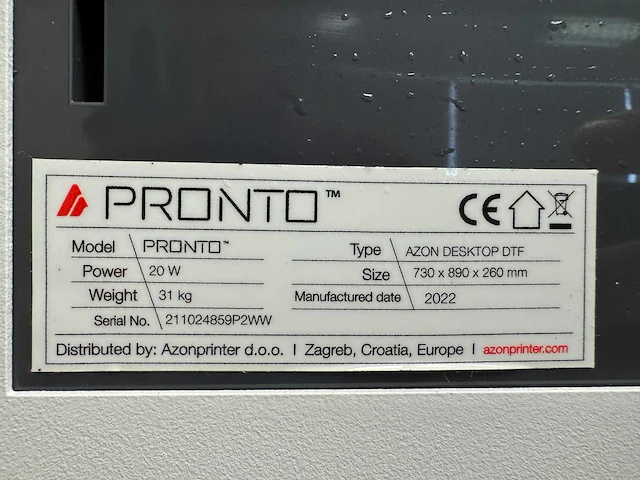 PRONTO™ CE
Model PRONTO™ Type AZON DESKTOP DTF
Power 20 W Size 730 x 890 x 260 mm
Weight 31 kg Manufactured date 2022
Serial No. 211024859P2WW
Distributed by: Azonprinter d.o.o. I Zagreb, Croatia, Europe I azonprinter.com